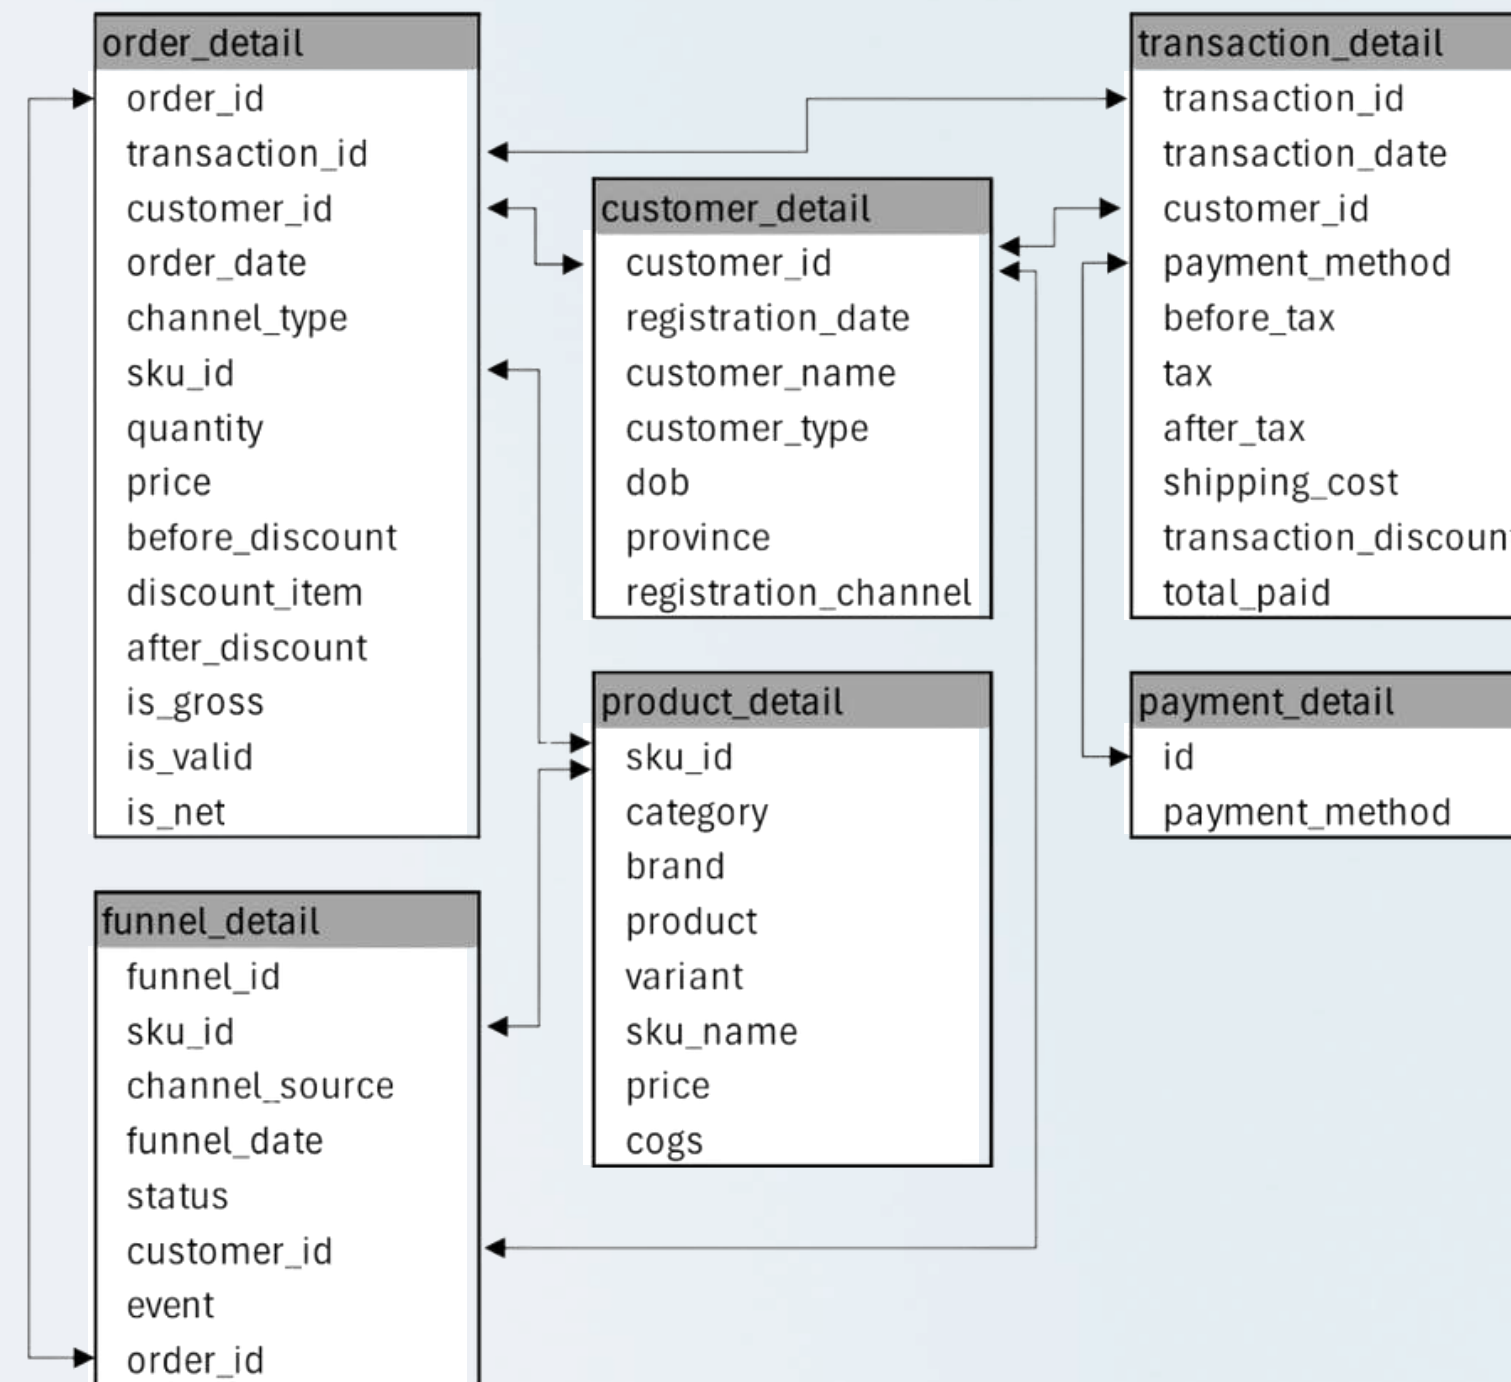 order_detail
order_id
transaction_id
customer_id
order_date
channel_type
sku_id
quantity
price
before_discount
discount_item
after_discount
is_gross
is_valid
is_net
funnel_detail
funnel_id
sku_id
channel_source
funnel_date
status
customer_id
event
order_id
customer_detail
customer_id
registration_date
customer_name
customer_type
dob
province
registration_channel
product_detail
sku_id
category
brand
product
variant
sku_name
price
cogs
transaction_detail
transaction_id
transaction_date
customer_id
payment_method
before_tax
tax
after_tax
shipping_cost
transaction_discount
total_paid
payment_detail
id
payment_method